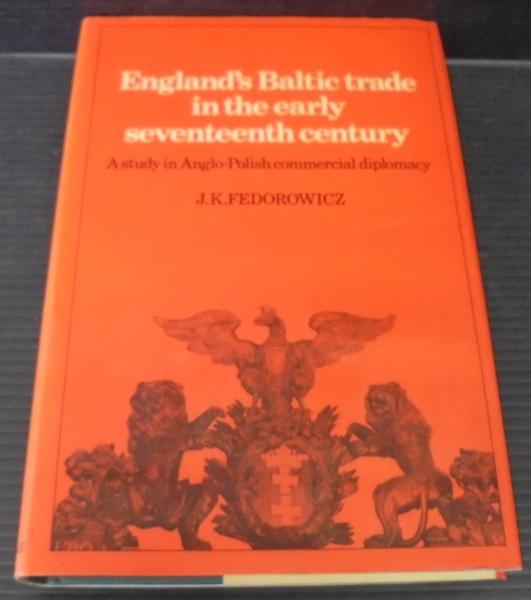 England's Baltic trade
in the early
seventeenth century
A study in Anglo-Polish commercial diplomacy
J.K.FEDOROWICZ